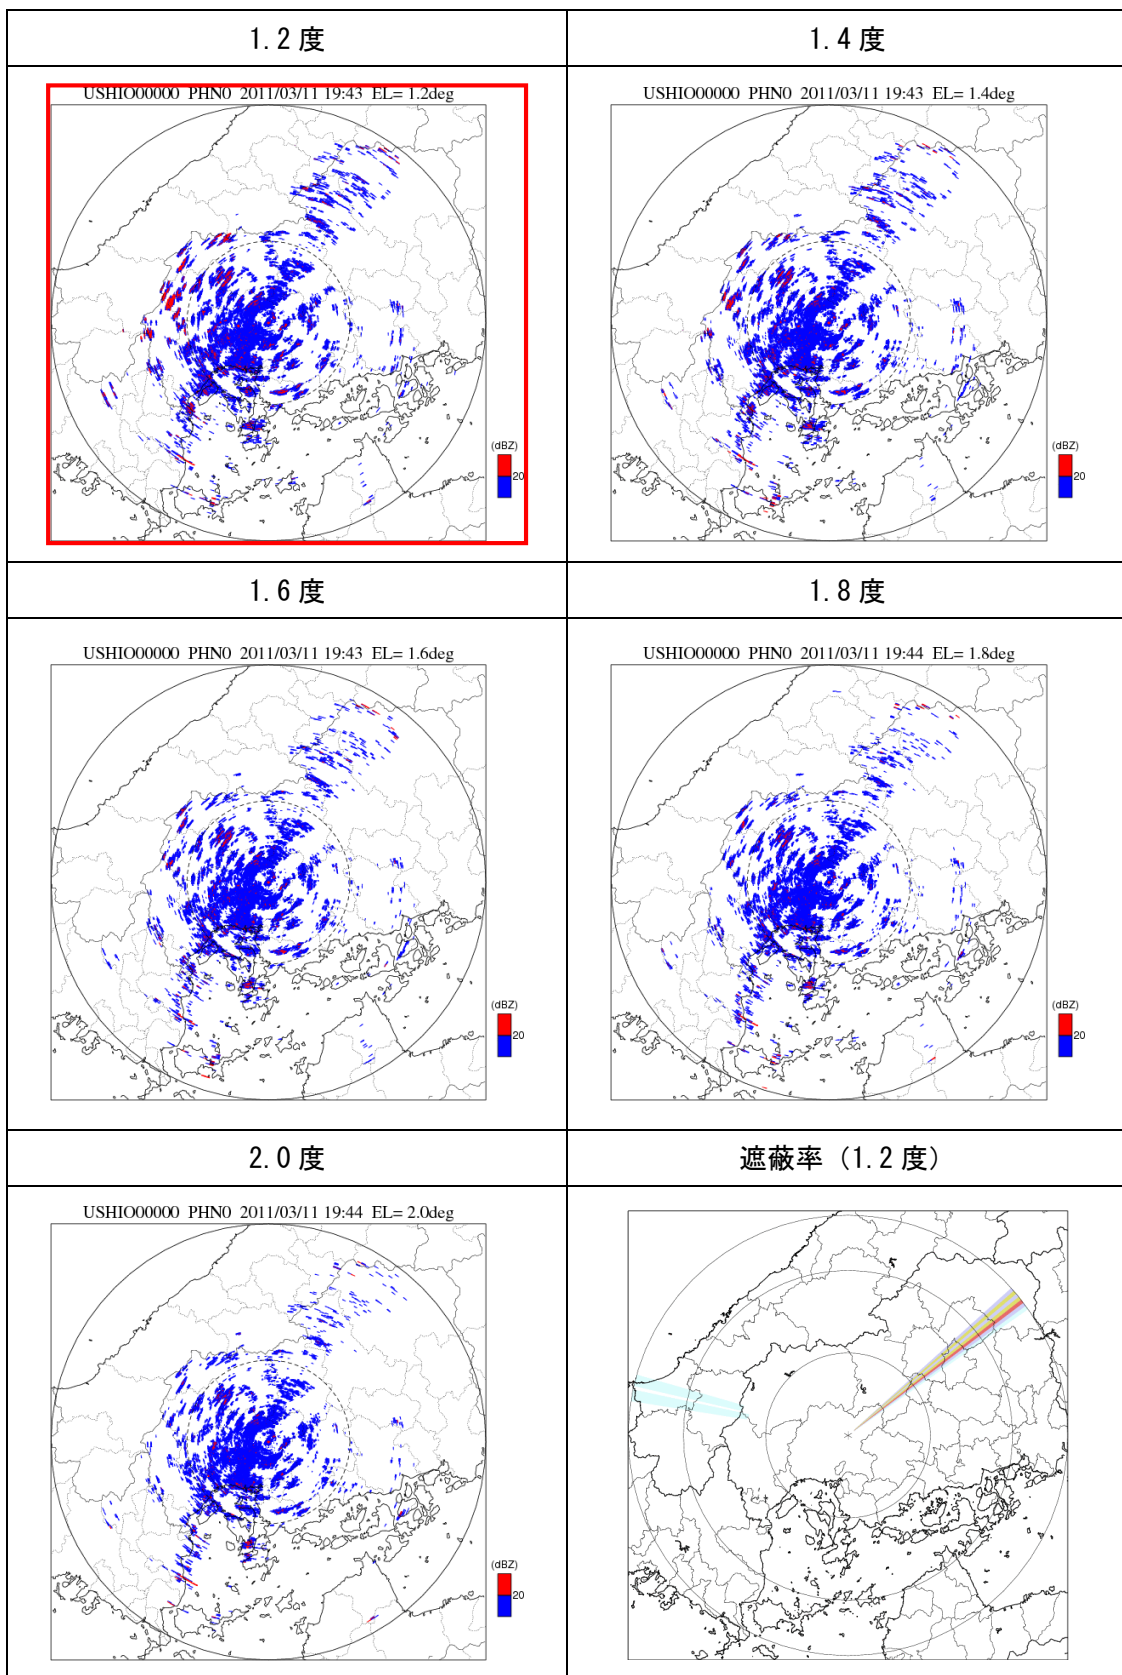 1.2度
1.4度
USHIO00000 PHN0 2011/03/11 19:43 EL= 1.2deg
(dBZ)
20
USHIO00000 PHN0 2011/03/11 19:43 EL= 1.4deg
(dBZ)
20
1.6度
1.8度
USHIO00000 PHN0 2011/03/11 19:43 EL= 1.6deg
(dBZ)
20
USHIO00000 PHN0 2011/03/11 19:44 EL= 1.8deg
(dBZ)
20
2.0度
遮蔽率（1.2度）
USHIO00000 PHN0 2011/03/11 19:44 EL= 2.0deg
(dBZ)
20